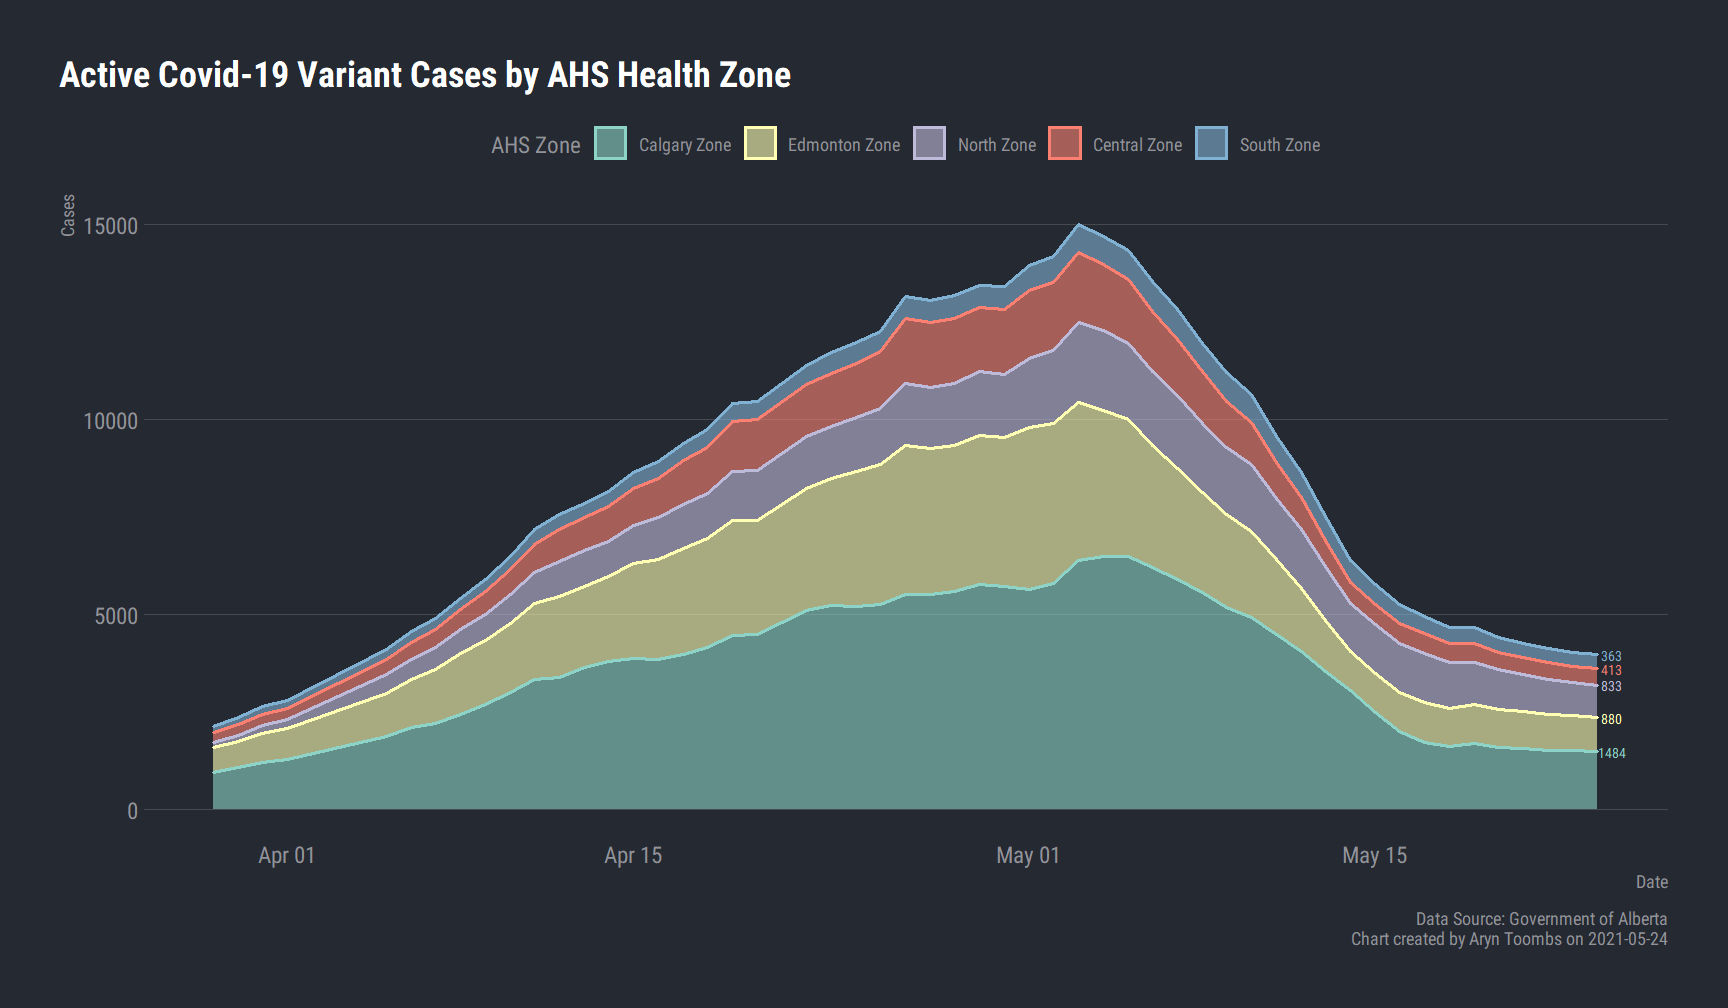 Active Covid-19 Variant Cases by AHS Health Zone
AHS Zone Calgary Zone Edmonton Zone North Zone Central Zone South Zone
Cases
15000
10000
5000
0
363
413
833
880
1484
Apr 01 Apr 15 May 01 May 15
Date
Data Source: Government of Alberta
Chart created by Aryn Toombs on 2021-05-24